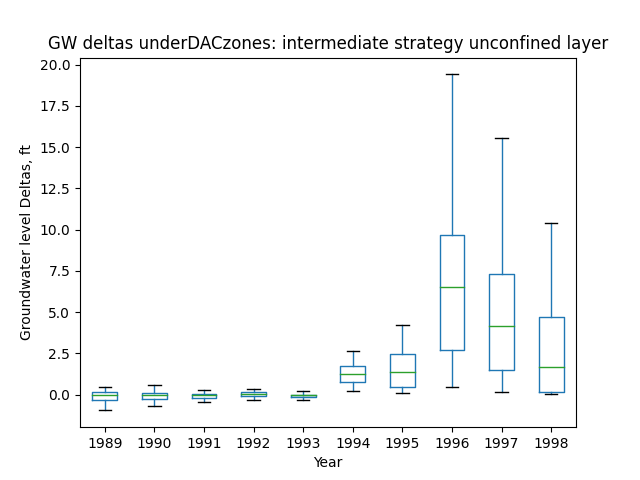 GW deltas underDACzones: intermediate strategy unconfined layer
20.0
17.5
15.0
12.5
10.0
7.5
5.0
2.5
0.0
Groundwater level Deltas, ft
1989 1990 1991 1992 1993 1994 1995 1996 1997 1998
Year